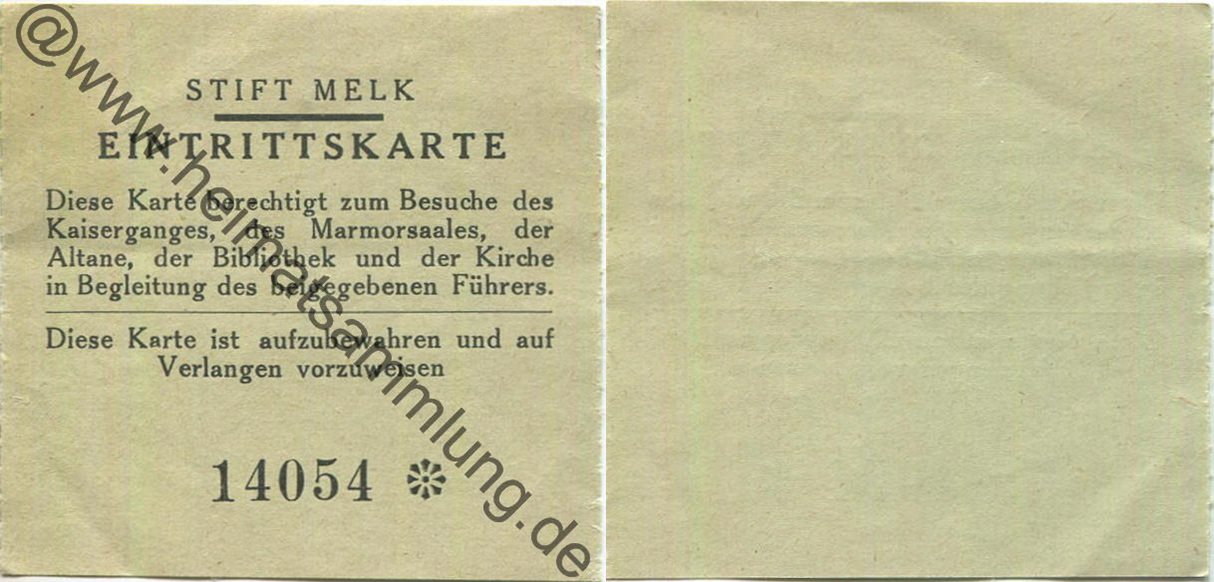 STIFT MELK
EINTRITTSKARTE
Diese Karte berechtigt zum Besuche des
Kaiserganges, des Marmorsaales, der
Altane, der Bibliothek und der Kirche
in Begleitung des beigegebenen Führers.
Diese Karte ist aufzubewahren und auf
Verlangen vorzuweisen
14054
@www.heimatsammlung.de